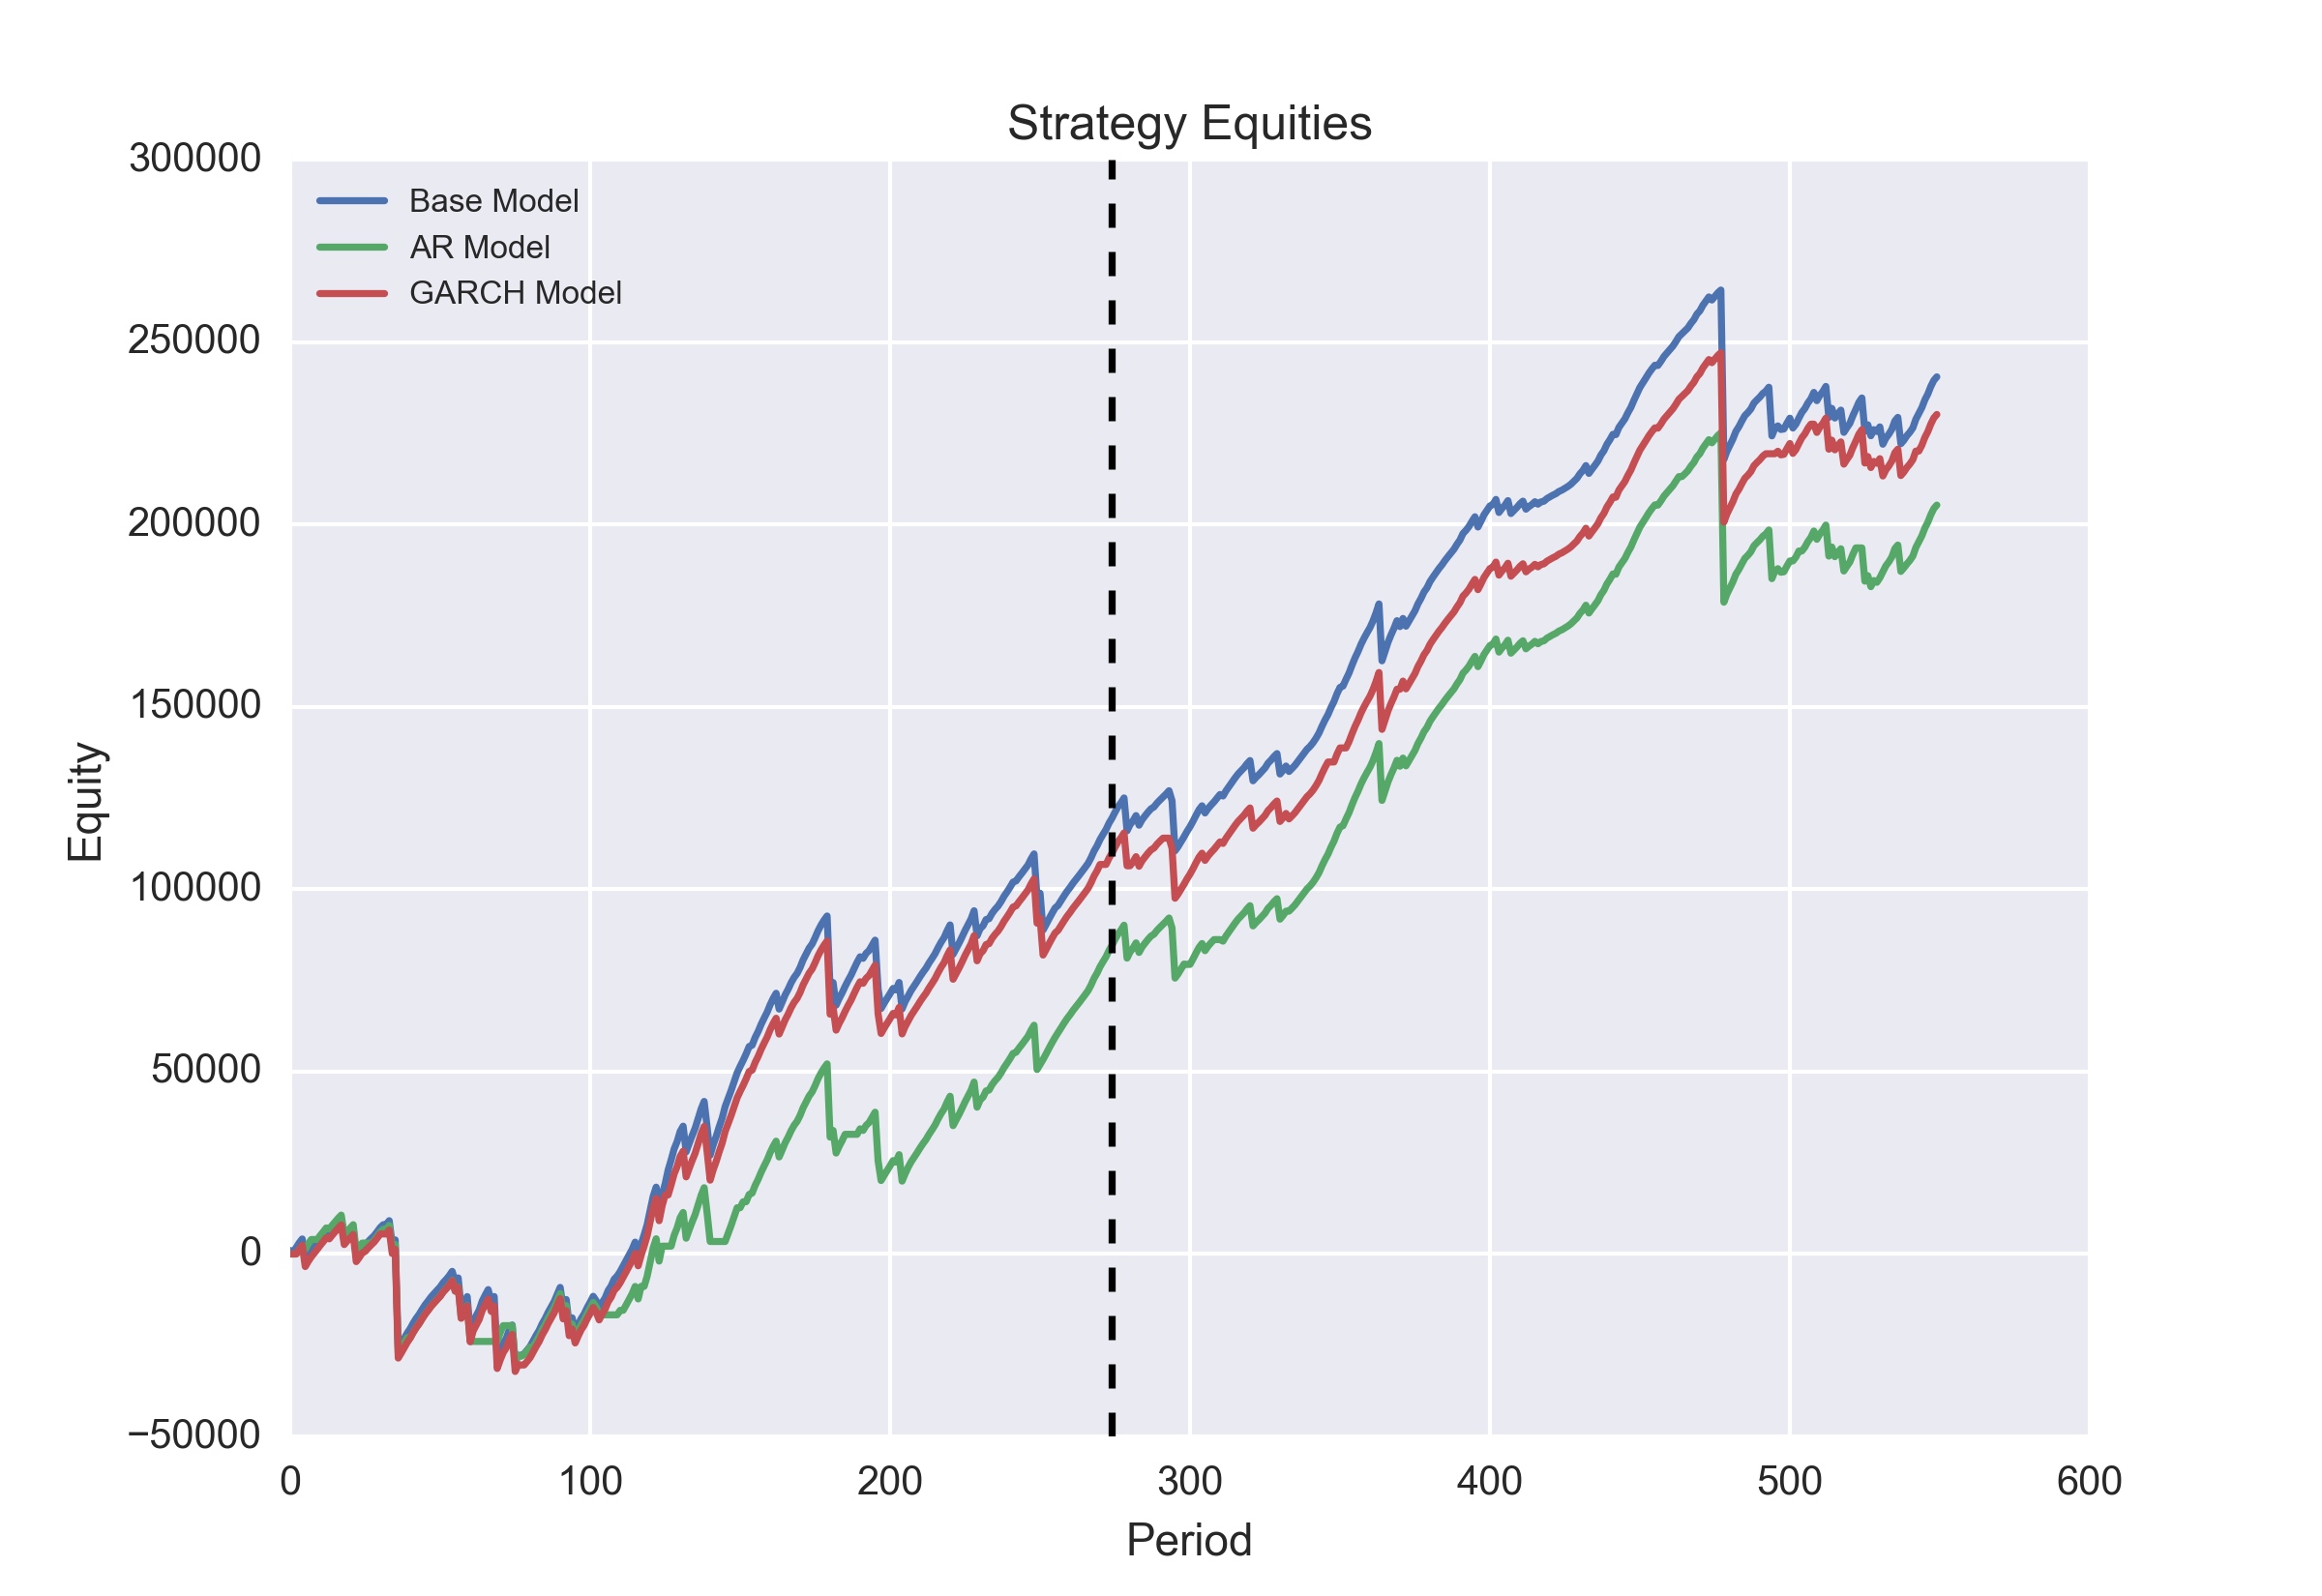 Strategy Equities
300000
250000
200000
150000
100000
50000
0
−50000
Equity
Base Model
AR Model
GARCH Model
0 100 200 300 400 500 600
Period